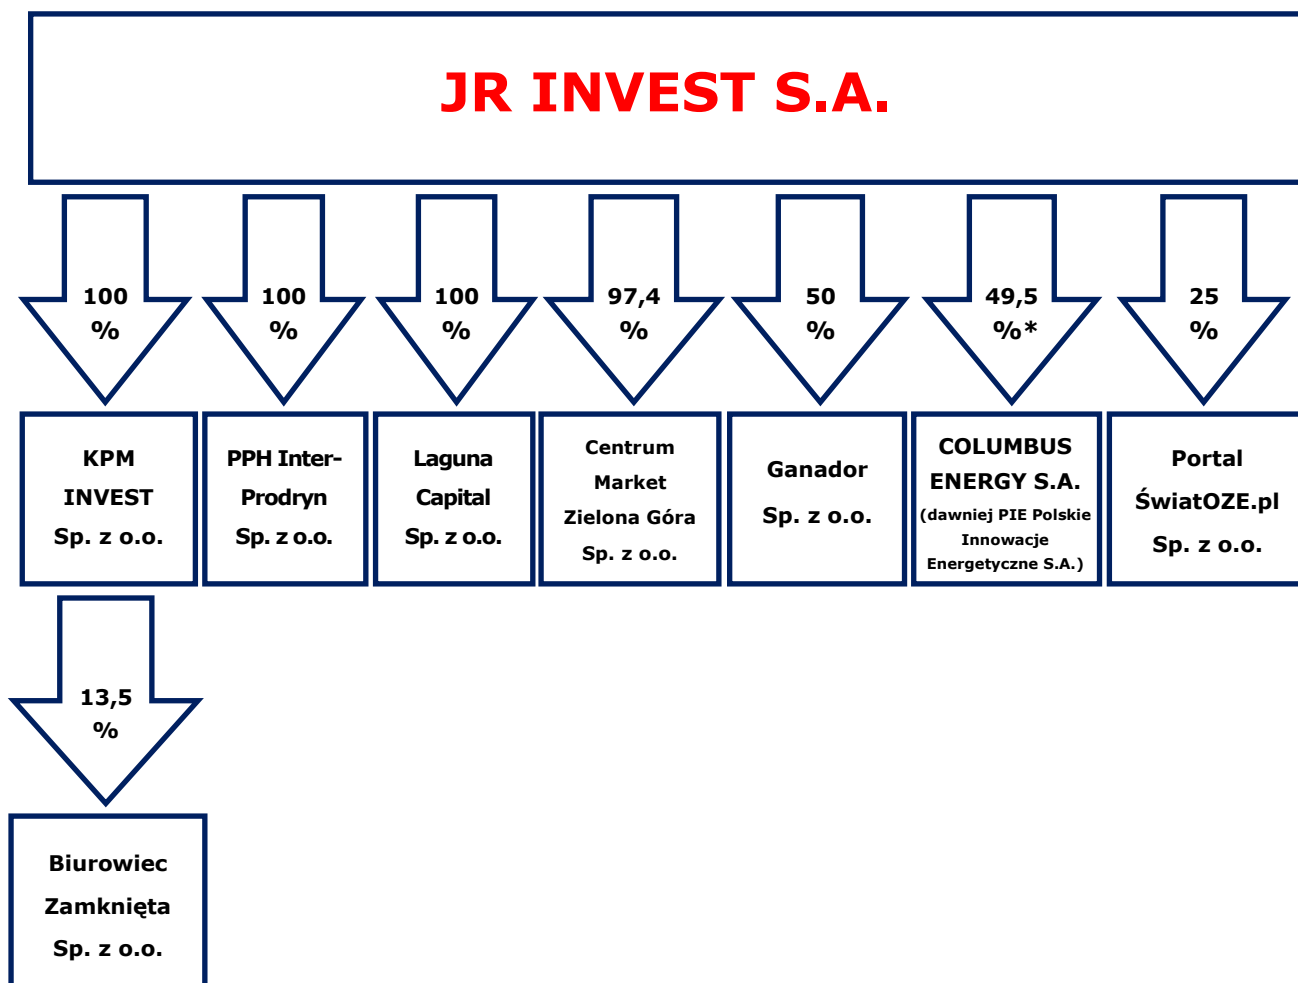 JR INVEST S.A.
100
%
100
%
100
%
97,4
%
50
%
49,5
%*
25
%
KPM
INVEST
Sp. z o.o.
PPH Inter-
Prodryn
Sp. z o.o.
Laguna
Capital
Sp. z o.o.
Centrum
Market
Zielona Góra
Sp. z o.o.
Ganador
Sp. z o.o.
COLUMBUS
ENERGY S.A.
(dawniej PIE Polskie
Innowacje
Energetyczne S.A.)
Portal
ŚwiatOZE.pl
Sp. z o.o.
13,5
%
Biurowiec
Zamknięta
Sp. z o.o.